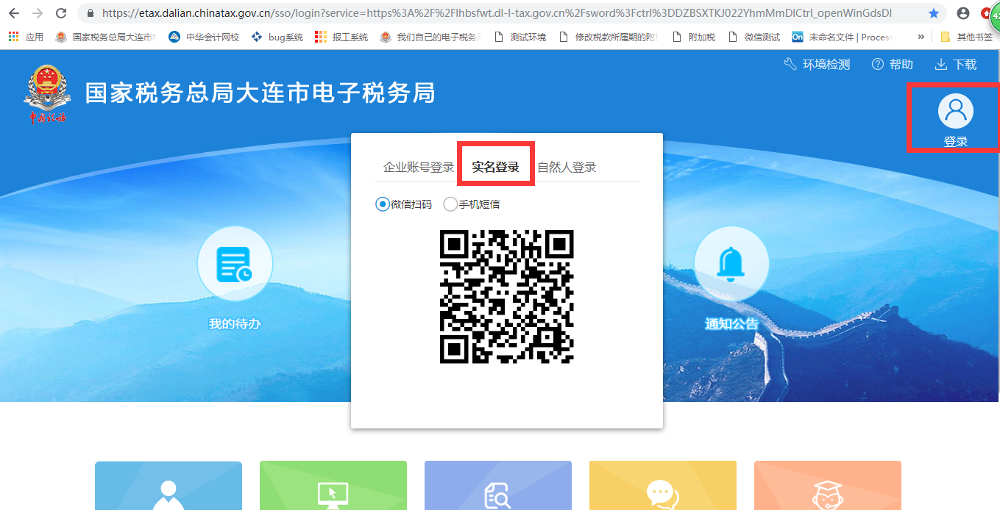 https://etax.dalian.chinatax.gov.cn/sso/login?service=https%3A%2F%2Flhbsfwt.dl-l-tax.gov.cn%2Fsword%3Fctrl%3DDZBSXTKJ022YhmMmDlCtrl_openWinGdsDl
应用 国家税务总局大连市 中华会计网校 bug系统 报工系统 我们自己的电子税务 测试环境 修改税款所属期的附 附加税 微信测试 On 未命名文件 | Process » 其他书签
环境检测 帮助 下载
中国税务
国家税务总局大连市电子税务局
登录
企业账号登录 实名登录 自然人登录
微信扫码 手机短信
我的待办
通知公告